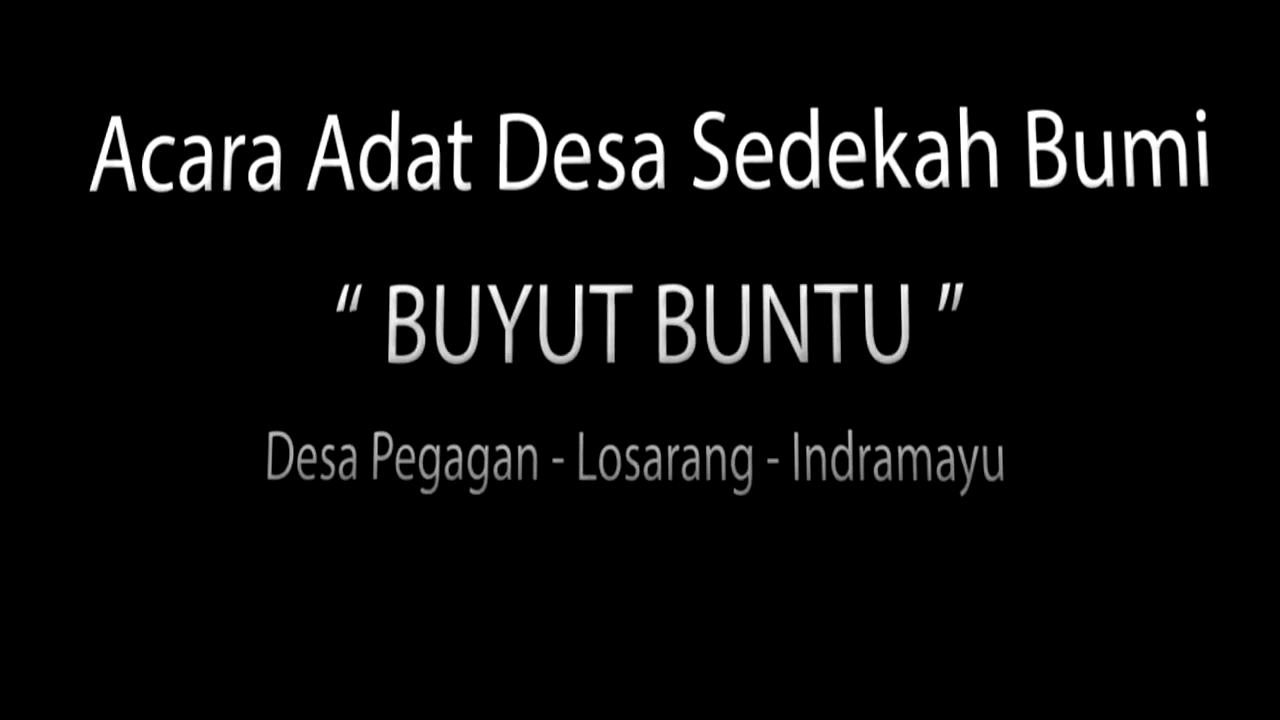 Acara Adat Desa Sedekah Bumi
“ BUYUT BUNTU ”
Desa Pegagan - Losarang - Indramayu